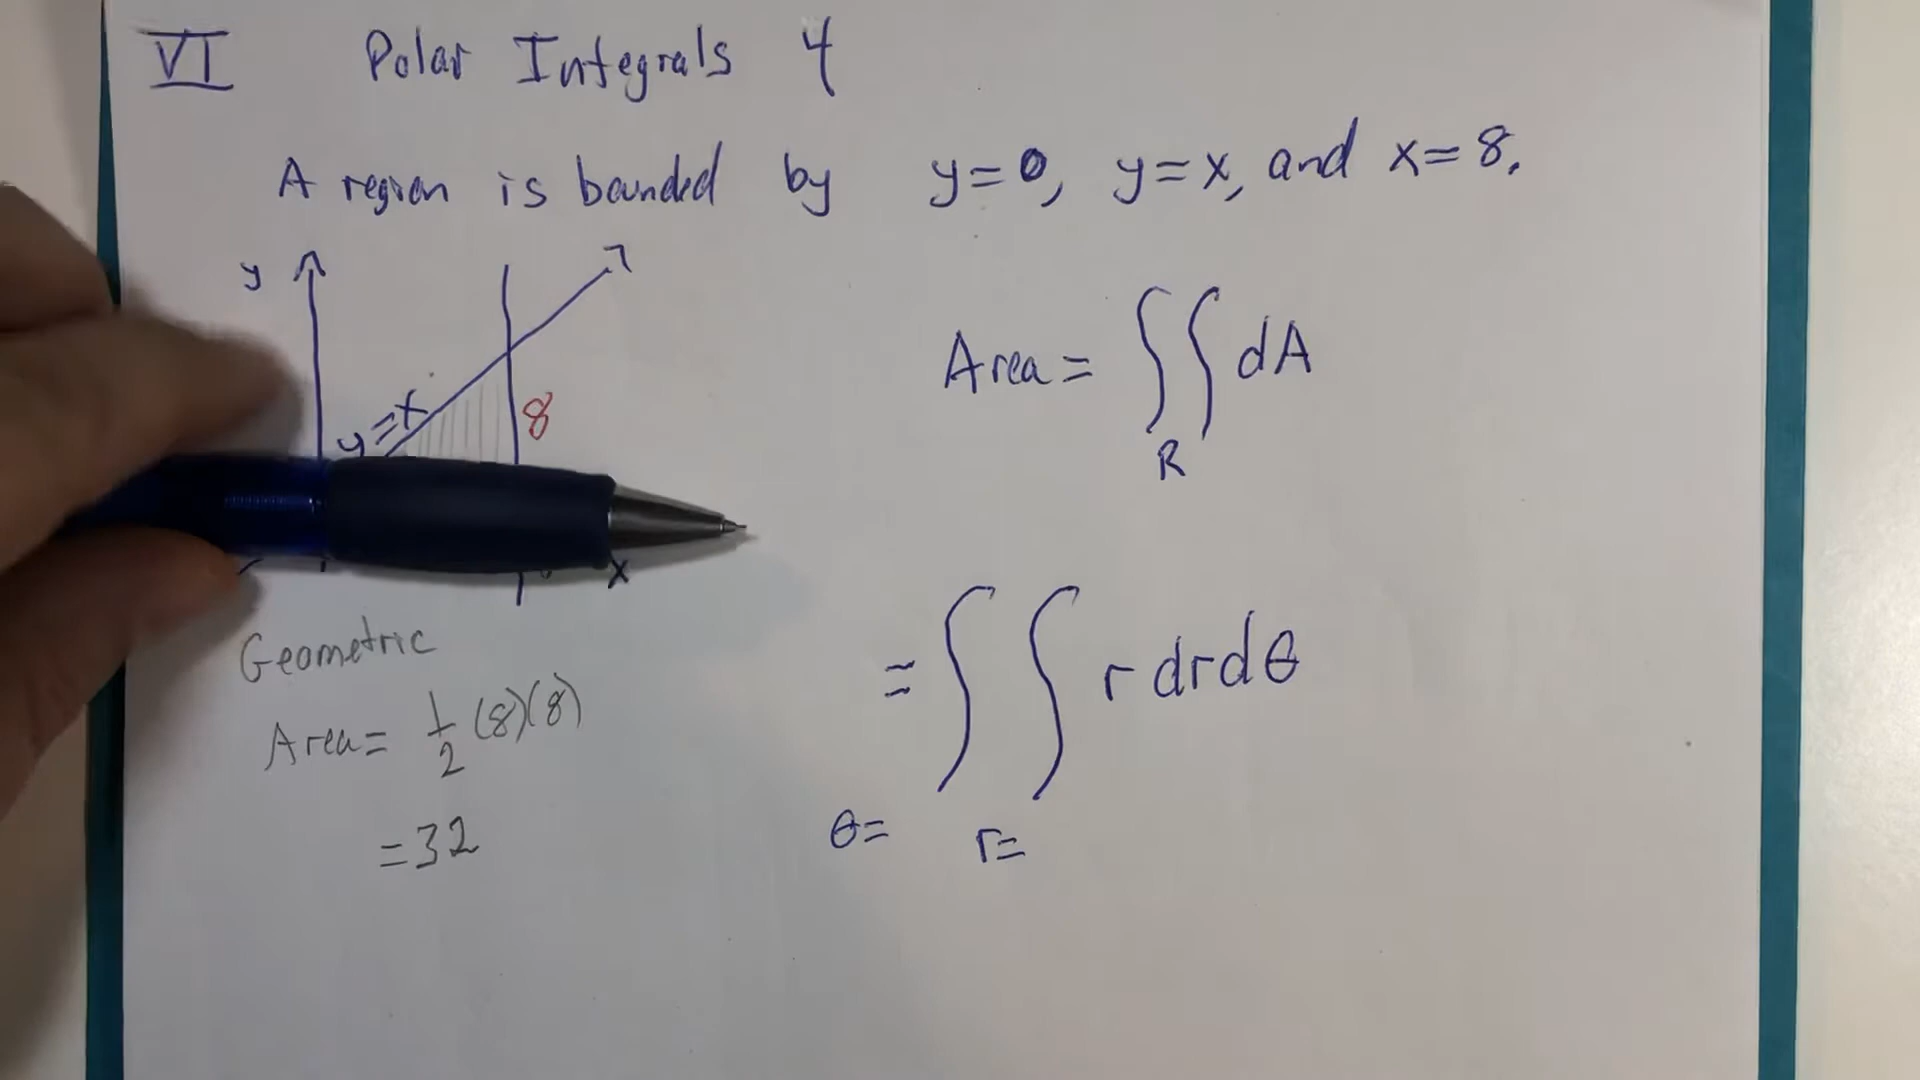 VI Polar Integrals 4
A region is bounded by y=0, y=x, and x=8.
y
y=x
8
x
Area = ∫∫ dA
R
Geometric
Area = 1/2 (8)(8)
=32
= ∫ ∫ r dr dθ
θ= r=